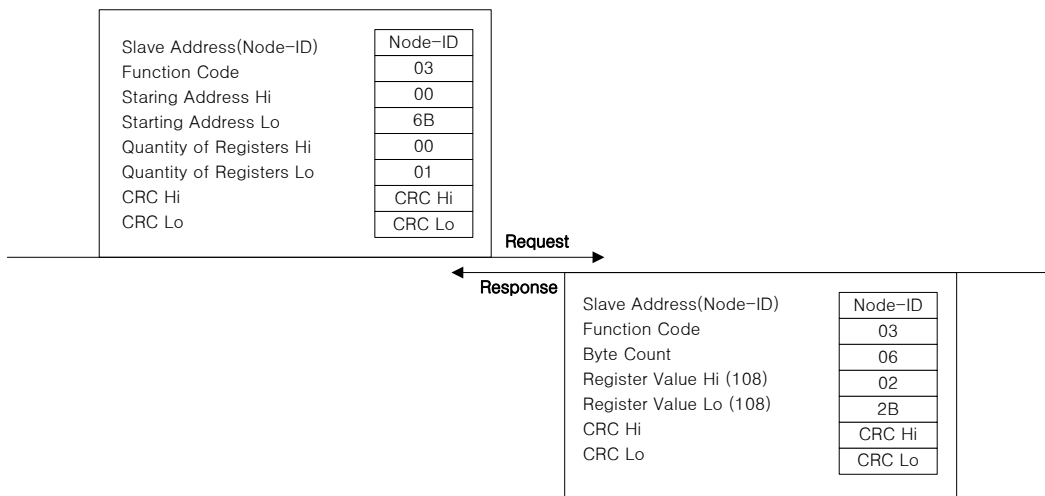 Slave Address(Node-ID) Node-ID
Function Code 03
Staring Address Hi 00
Starting Address Lo 6B
Quantity of Registers Hi 00
Quantity of Registers Lo 01
CRC Hi CRC Hi
CRC Lo CRC Lo
Request
Response
Slave Address(Node-ID) Node-ID
Function Code 03
Byte Count 06
Register Value Hi (108) 02
Register Value Lo (108) 2B
CRC Hi CRC Hi
CRC Lo CRC Lo